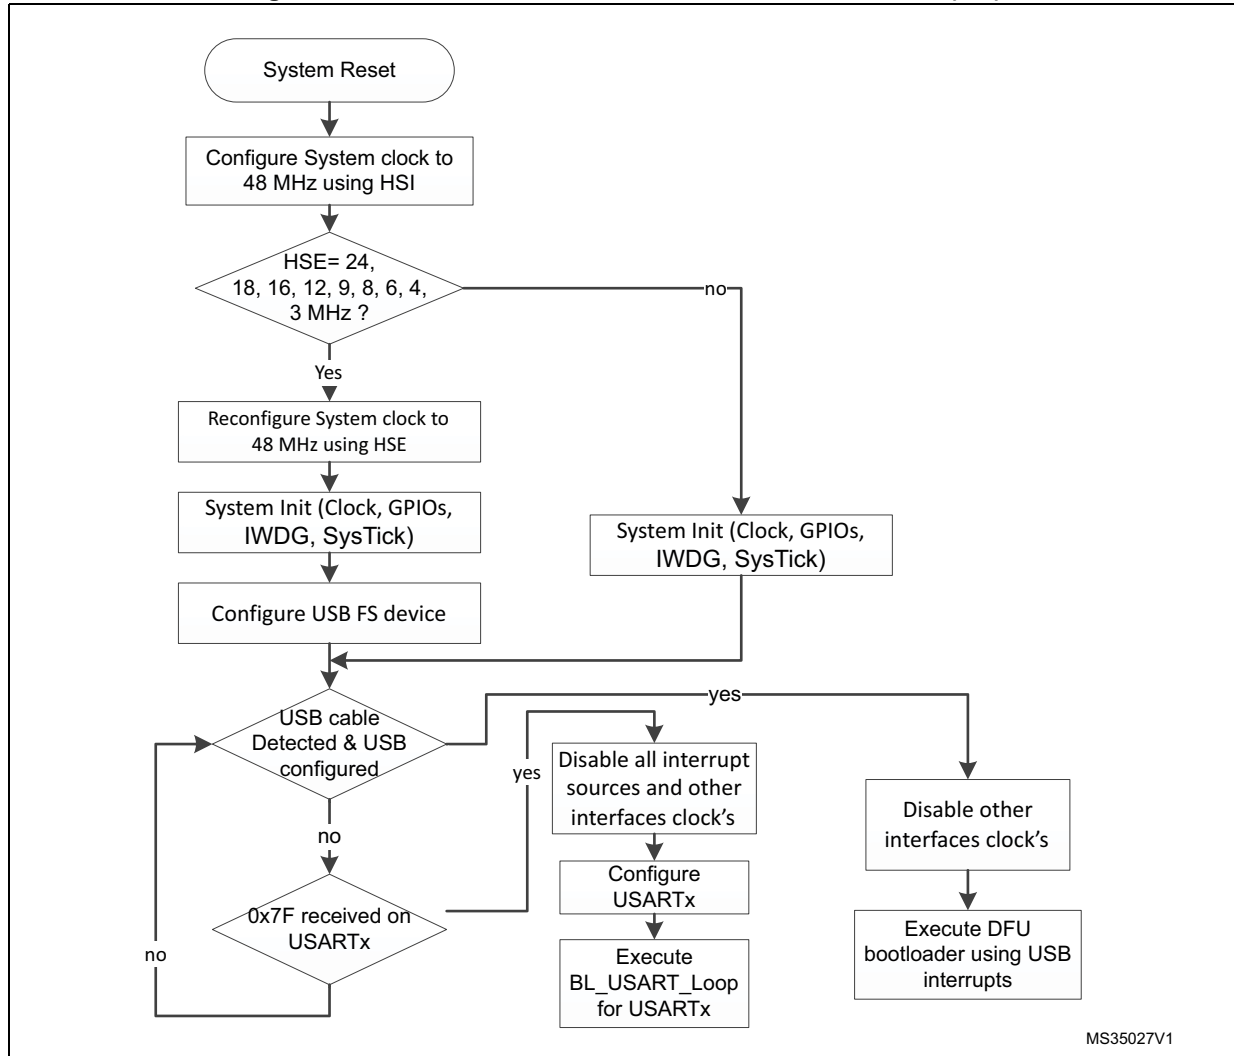 System Reset
Configure System clock to
48 MHz using HSI
HSE= 24,
18, 16, 12, 9, 8, 6, 4,
3 MHz ?
no
Yes
Reconfigure System clock to
48 MHz using HSE
System Init (Clock, GPIOs,
IWDG, SysTick)
System Init (Clock, GPIOs,
IWDG, SysTick)
Configure USB FS device
USB cable
Detected & USB
configured
yes
yes
Disable all interrupt
sources and other
interfaces clock's
Disable other
interfaces clock's
no
Configure
USARTx
0x7F received on
USARTx
no
Execute
BL_USART_Loop
for USARTx
Execute DFU
bootloader using USB
interrupts
MS35027V1